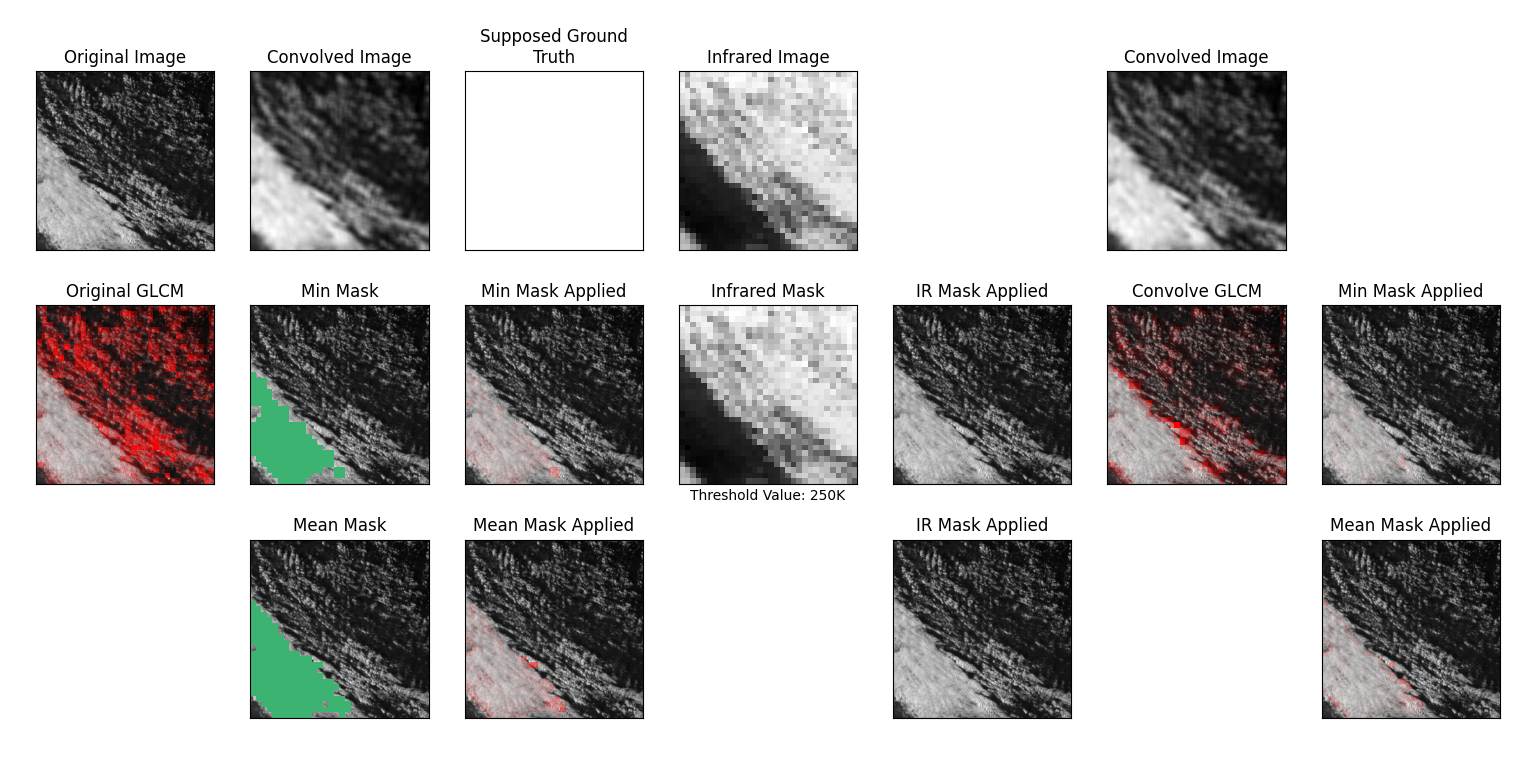 Original Image
Convolved Image
Supposed Ground
Truth
Infrared Image
Convolved Image
Original GLCM
Min Mask
Min Mask Applied
Infrared Mask
IR Mask Applied
Convolve GLCM
Min Mask Applied
Threshold Value: 250K
Mean Mask
Mean Mask Applied
IR Mask Applied
Mean Mask Applied